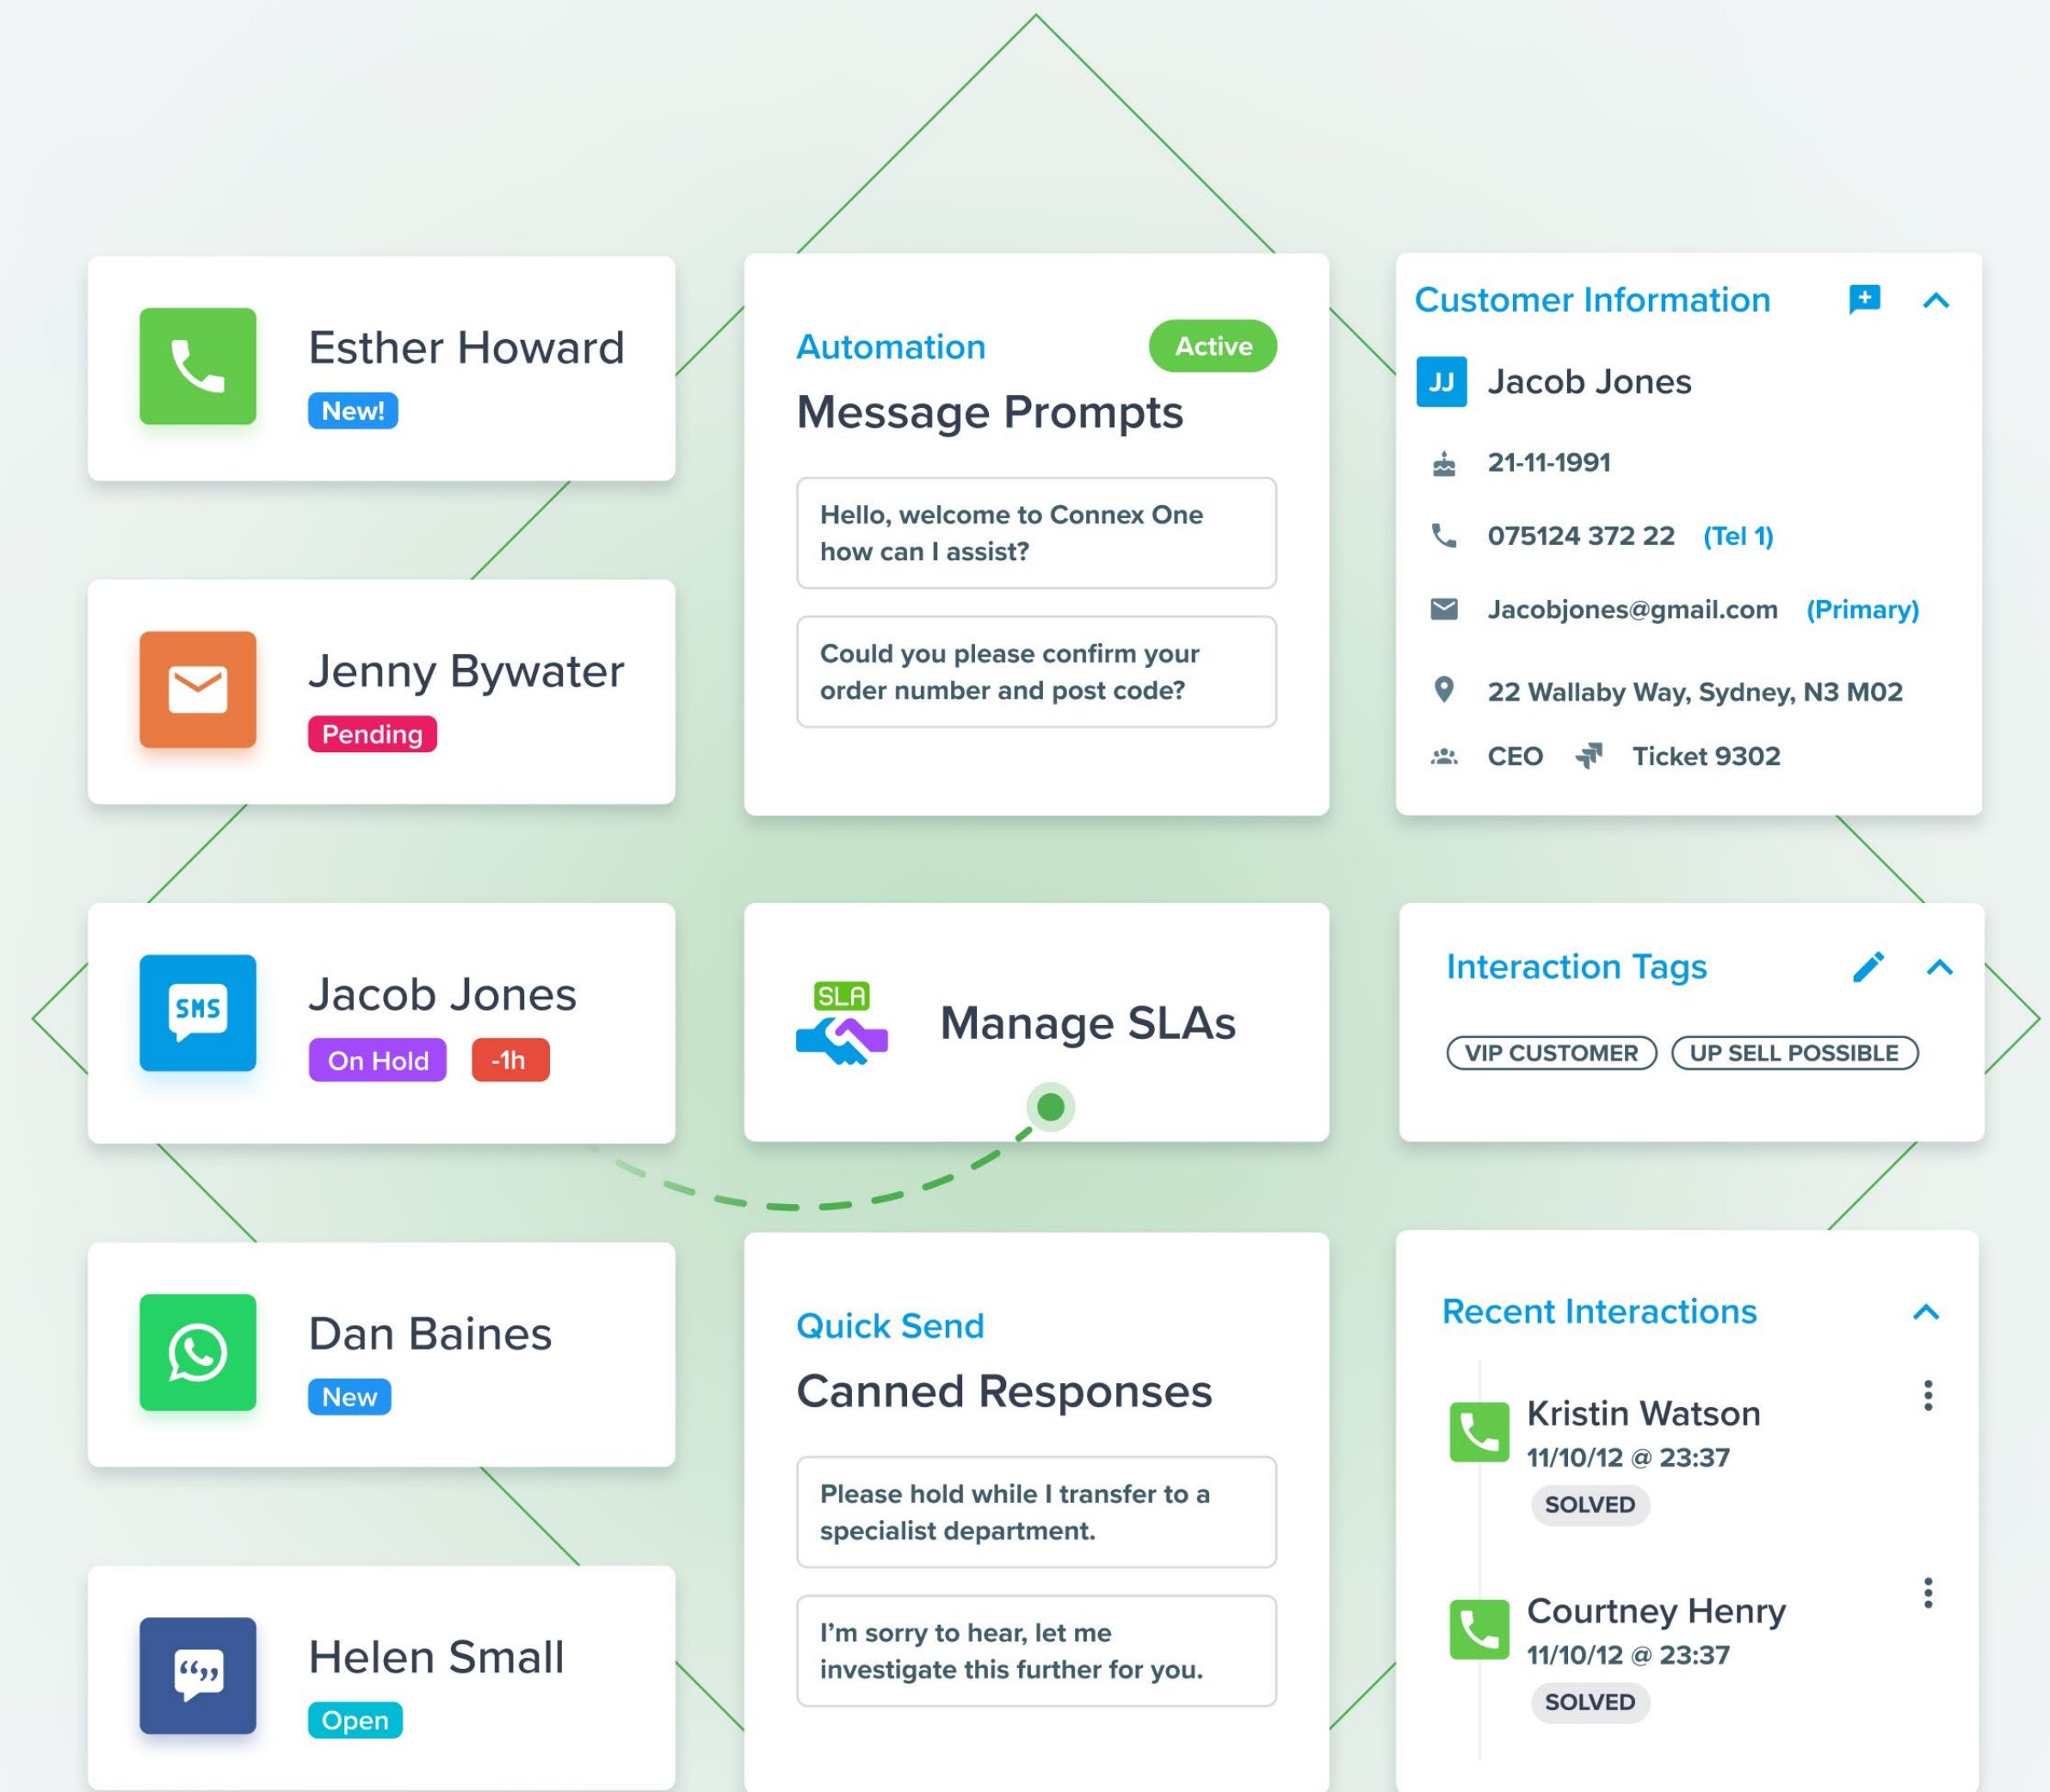 Esther Howard
New!
Jenny Bywater
Pending
SMS
Jacob Jones
On Hold -1h
Dan Baines
New
“„
Helen Small
Open
Automation Active
Message Prompts
Hello, welcome to Connex One
how can I assist?
Could you please confirm your
order number and post code?
SLA
Manage SLAs
Quick Send
Canned Responses
Please hold while I transfer to a
specialist department.
I’m sorry to hear, let me
investigate this further for you.
Customer Information
JJ Jacob Jones
21-11-1991
075124 372 22 (Tel 1)
Jacobjones@gmail.com (Primary)
22 Wallaby Way, Sydney, N3 M02
CEO Ticket 9302
Interaction Tags
VIP CUSTOMER UP SELL POSSIBLE
Recent Interactions
Kristin Watson
11/10/12 @ 23:37
SOLVED
Courtney Henry
11/10/12 @ 23:37
SOLVED